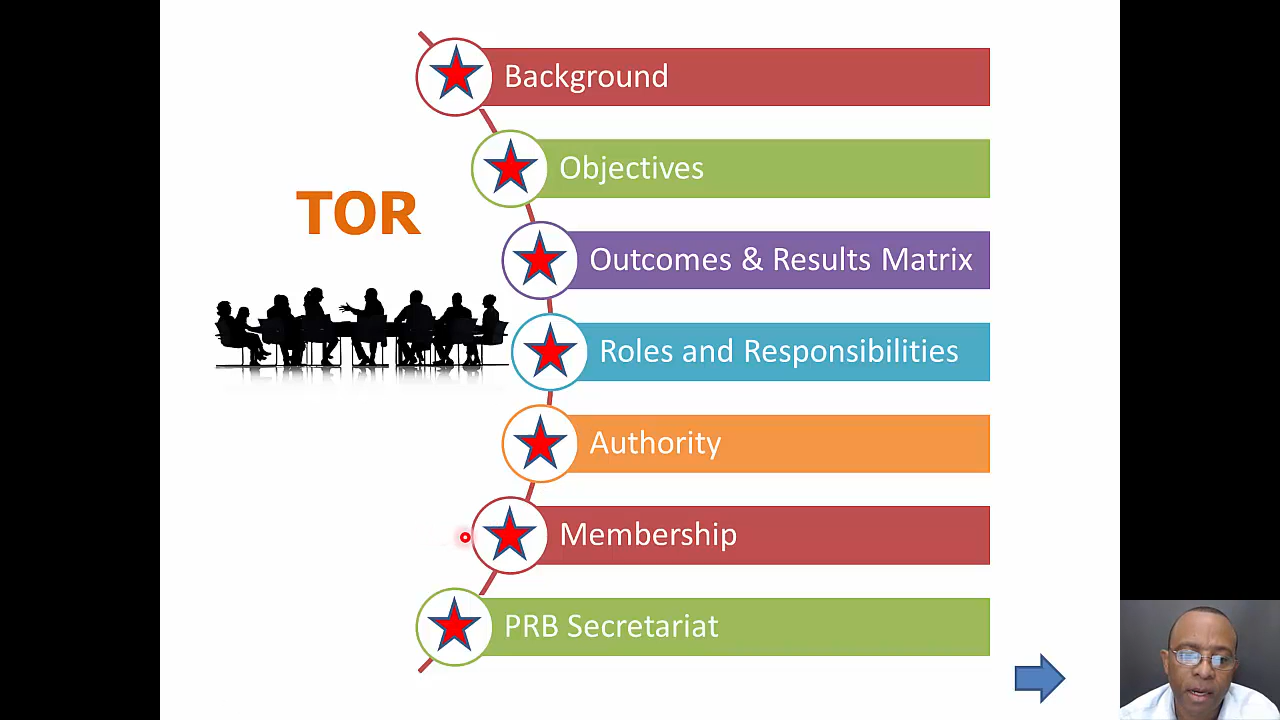 Background
Objectives
TOR
Outcomes & Results Matrix
Roles and Responsibilities
Authority
Membership
PRB Secretariat